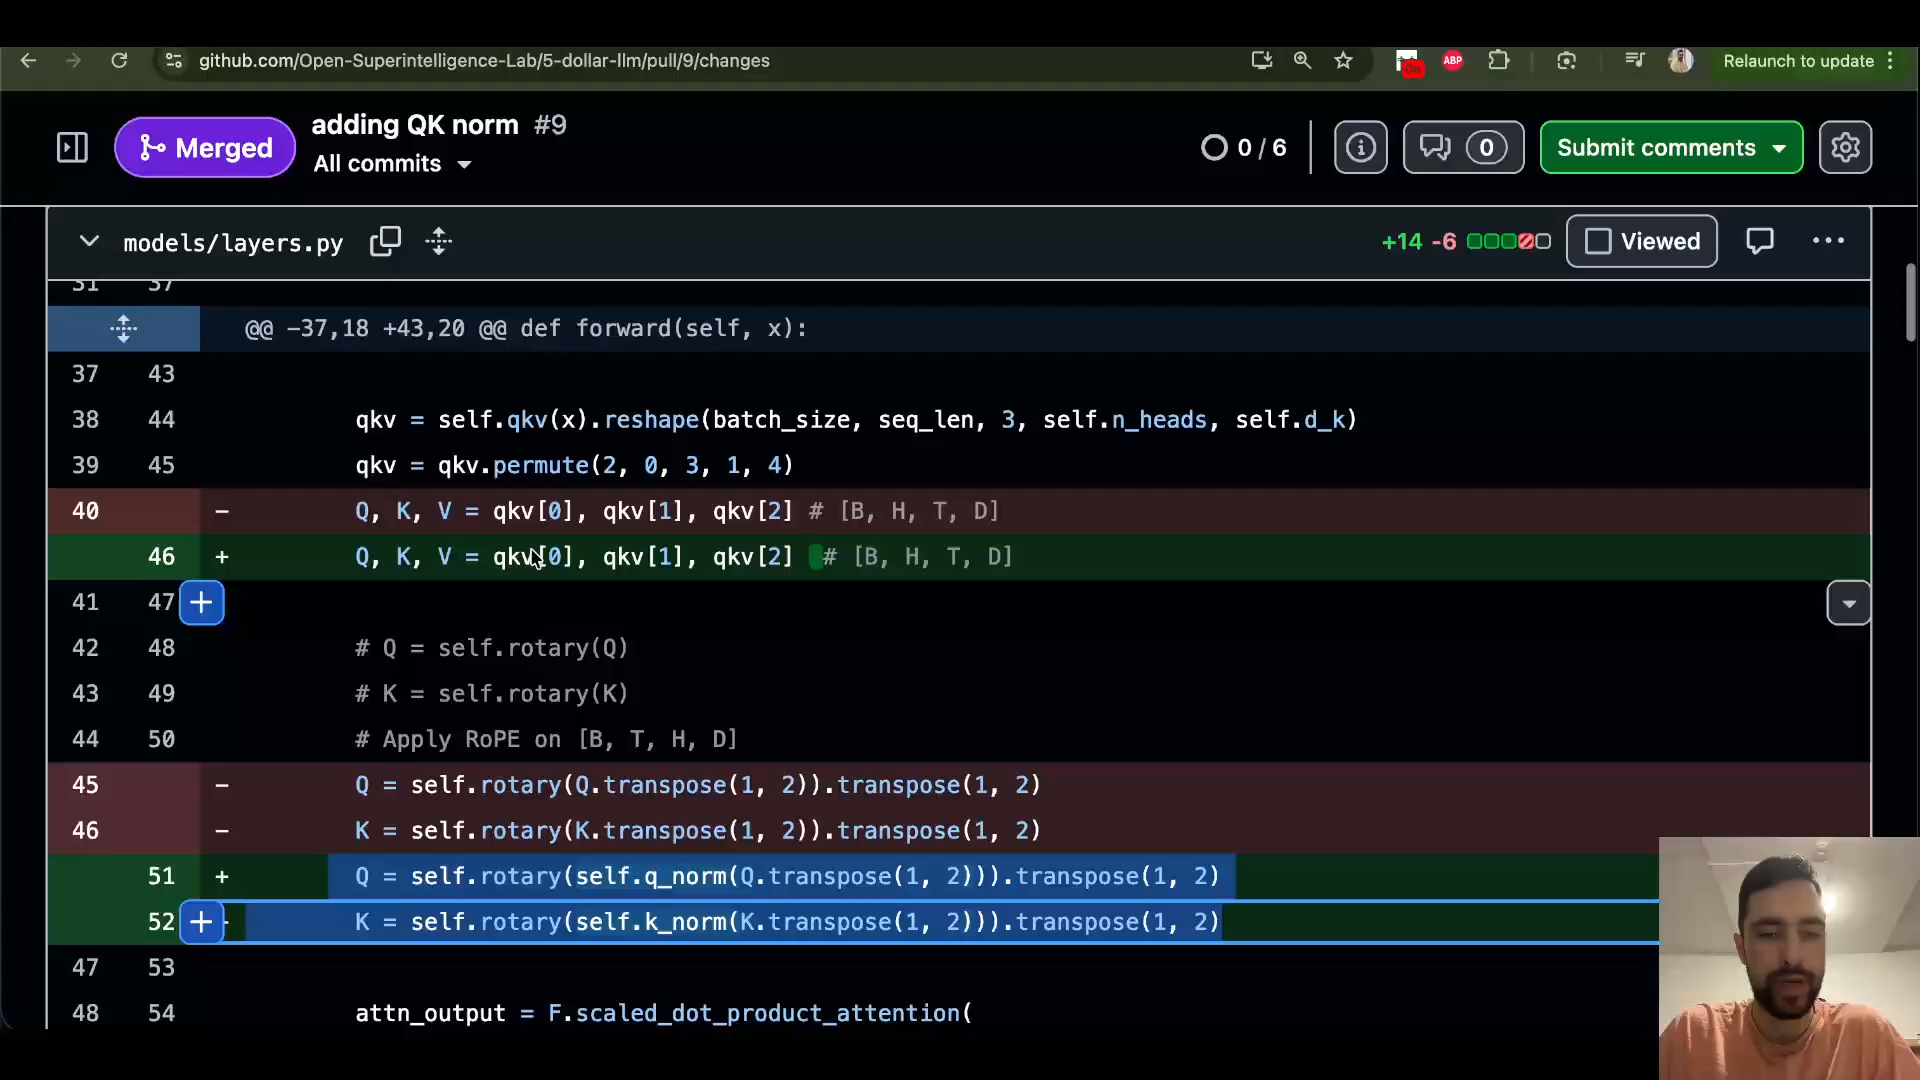 github.com/Open-Superintelligence-Lab/5-dollar-llm/pull/9/changes
On
ABP
Relaunch to update
Merged
adding QK norm #9
All commits
0 / 6
0
Submit comments
models/layers.py
+14 -6
Viewed
31 37
@@ -37,18 +43,20 @@ def forward(self, x):
37 43
38 44 qkv = self.qkv(x).reshape(batch_size, seq_len, 3, self.n_heads, self.d_k)
39 45 qkv = qkv.permute(2, 0, 3, 1, 4)
40 - Q, K, V = qkv[0], qkv[1], qkv[2] # [B, H, T, D]
46 + Q, K, V = qkv[0], qkv[1], qkv[2]  # [B, H, T, D]
41 47
42 48 # Q = self.rotary(Q)
43 49 # K = self.rotary(K)
44 50 # Apply RoPE on [B, T, H, D]
45 - Q = self.rotary(Q.transpose(1, 2)).transpose(1, 2)
46 - K = self.rotary(K.transpose(1, 2)).transpose(1, 2)
51 + Q = self.rotary(self.q_norm(Q.transpose(1, 2))).transpose(1, 2)
52 + K = self.rotary(self.k_norm(K.transpose(1, 2))).transpose(1, 2)
47 53
48 54 attn_output = F.scaled_dot_product_attention(